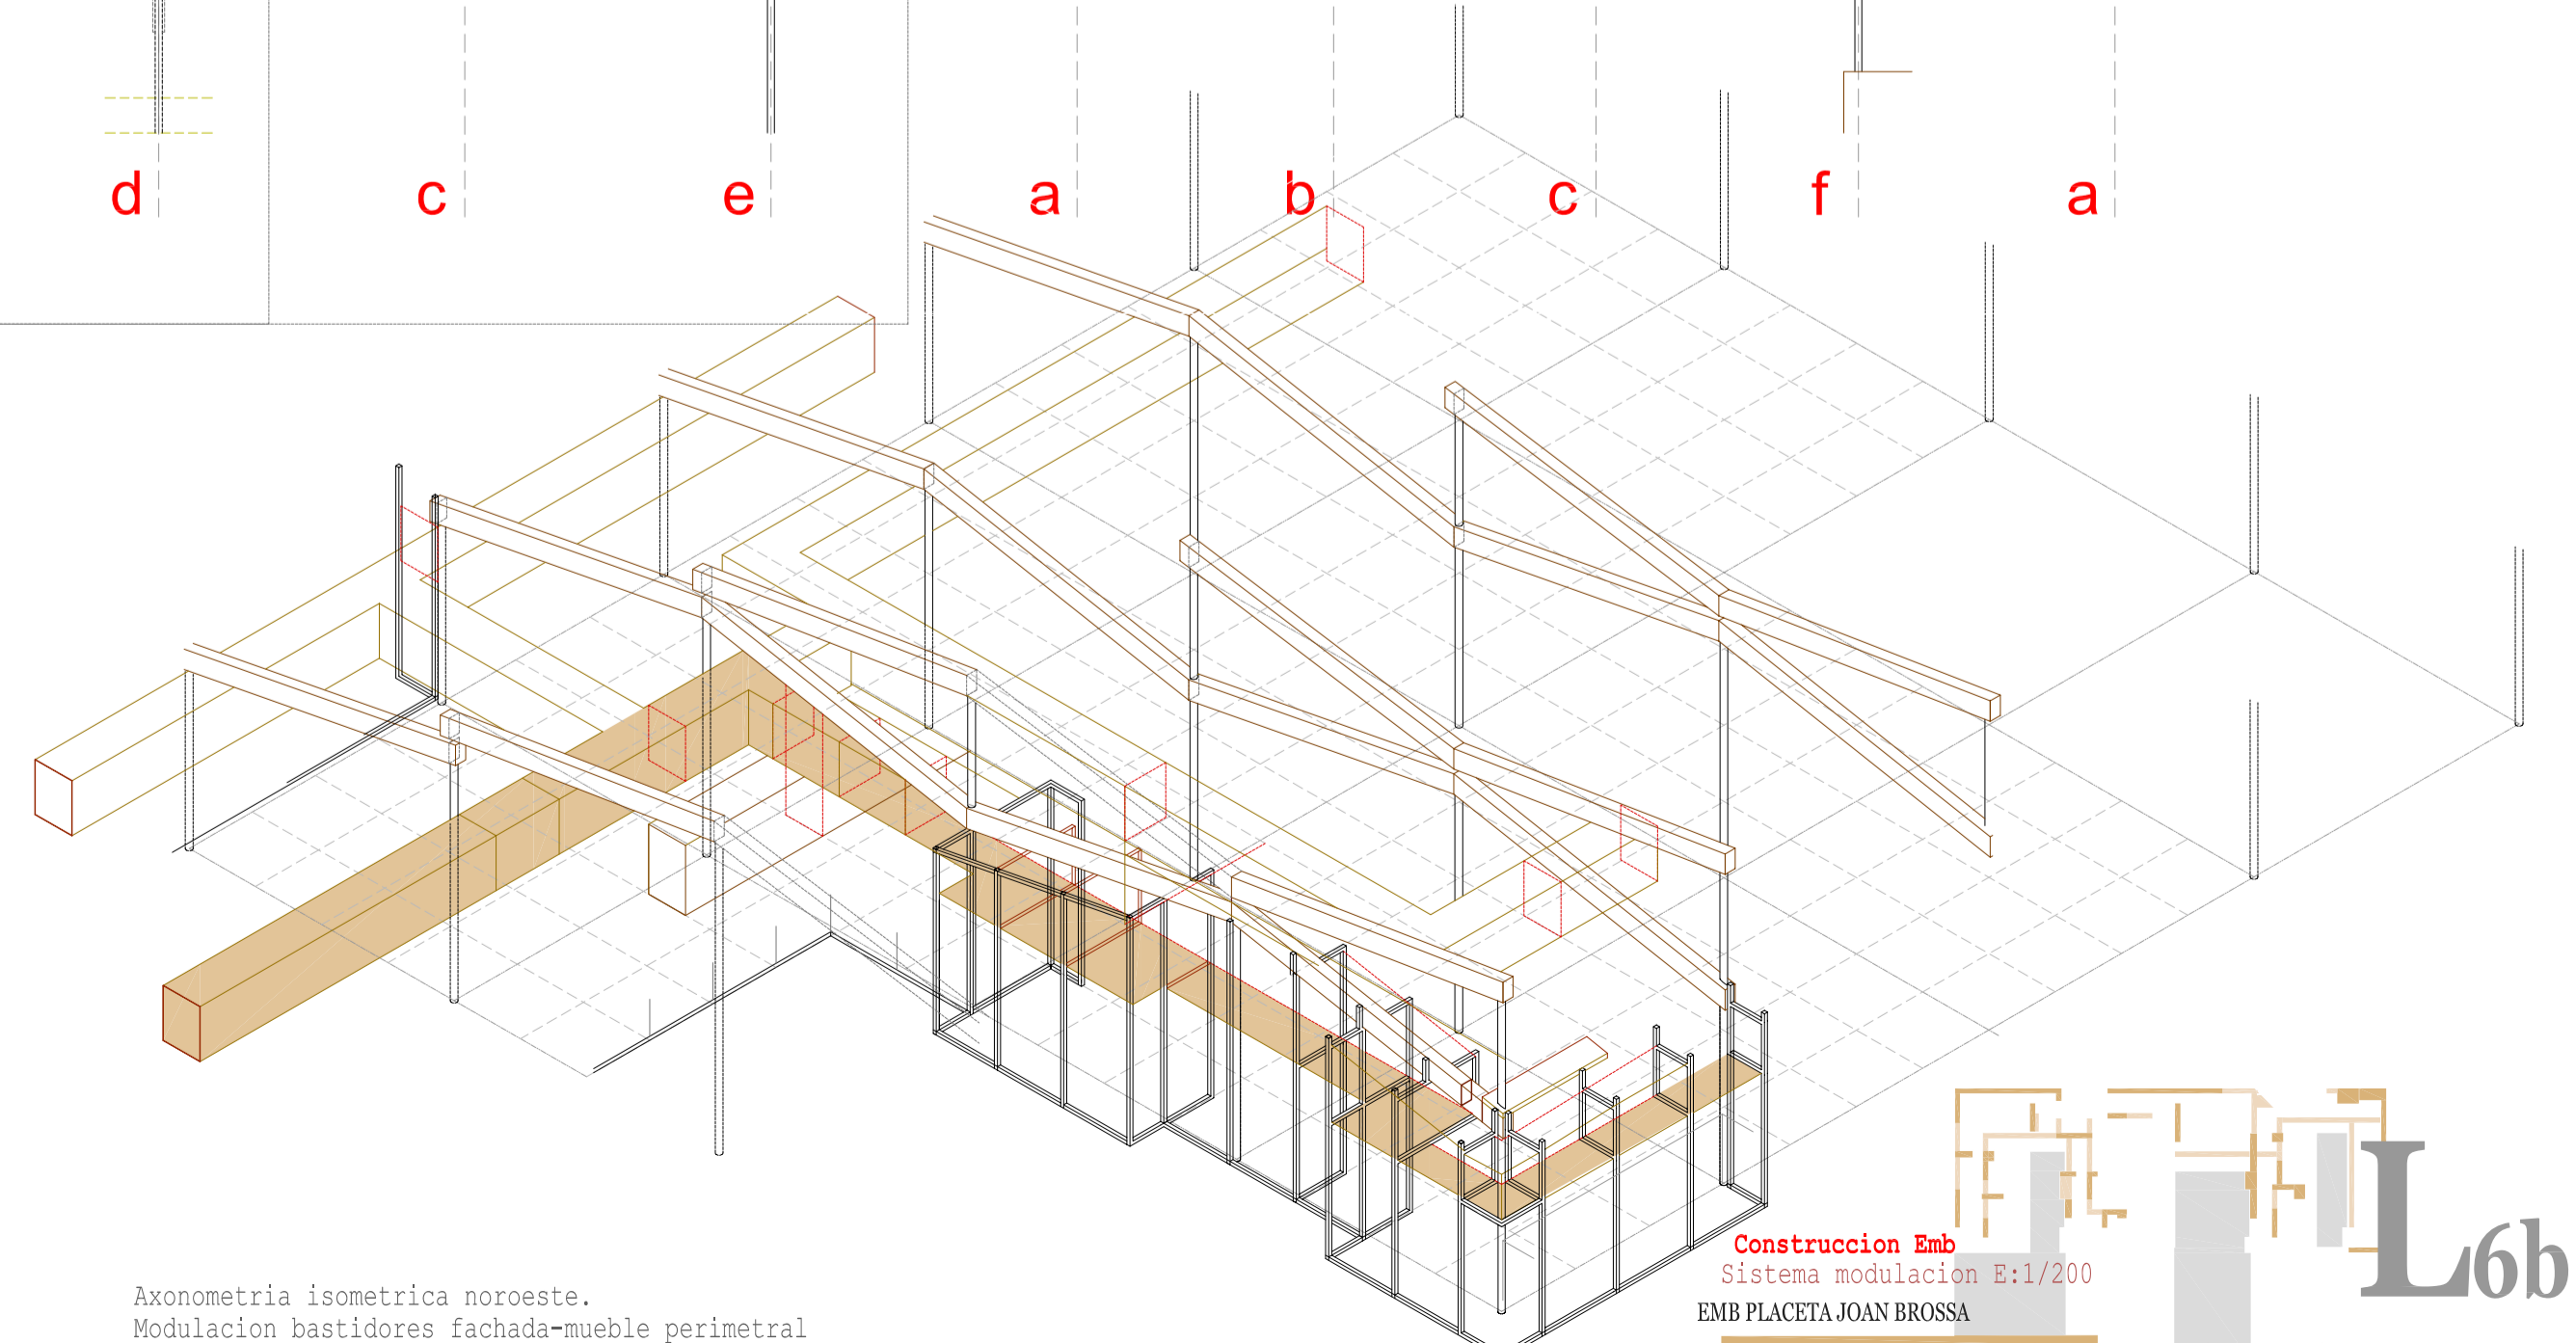 d c e a b c f a
Construccion Emb
Sistema modulacion E:1/200
EMB PLACETA JOAN BROSSA
L6b
Axonometria isometrica noroeste.
Modulacion bastidores fachada-mueble perimetral